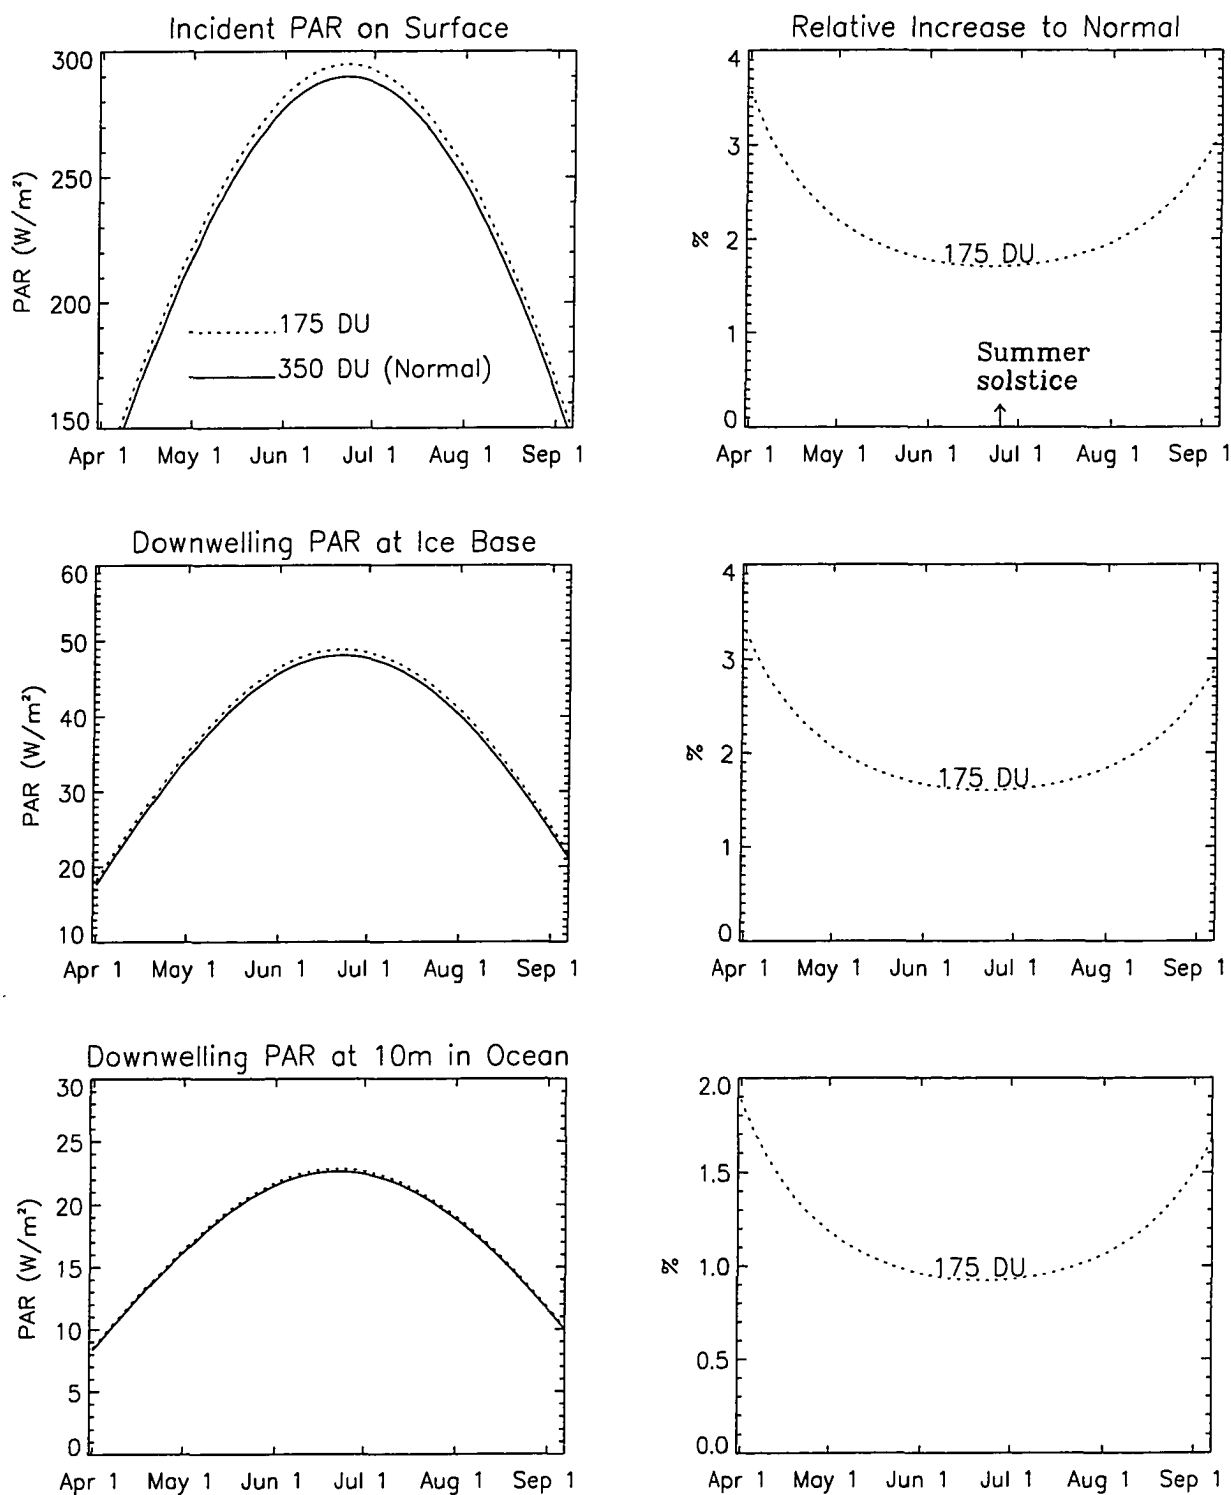 Incident PAR on Surface
300
250
200
150
PAR (W/m²)
175 DU
350 DU (Normal)
Apr 1 May 1 Jun 1 Jul 1 Aug 1 Sep 1
Relative Increase to Normal
4
3
2
1
0
%
175 DU
Summer
solstice
↑
Apr 1 May 1 Jun 1 Jul 1 Aug 1 Sep 1
Downwelling PAR at Ice Base
60
50
40
30
20
10
PAR (W/m²)
Apr 1 May 1 Jun 1 Jul 1 Aug 1 Sep 1
4
3
2
1
0
%
175 DU
Apr 1 May 1 Jun 1 Jul 1 Aug 1 Sep 1
Downwelling PAR at 10m in Ocean
30
25
20
15
10
5
0
PAR (W/m²)
Apr 1 May 1 Jun 1 Jul 1 Aug 1 Sep 1
2.0
1.5
1.0
0.5
0.0
%
175 DU
Apr 1 May 1 Jun 1 Jul 1 Aug 1 Sep 1